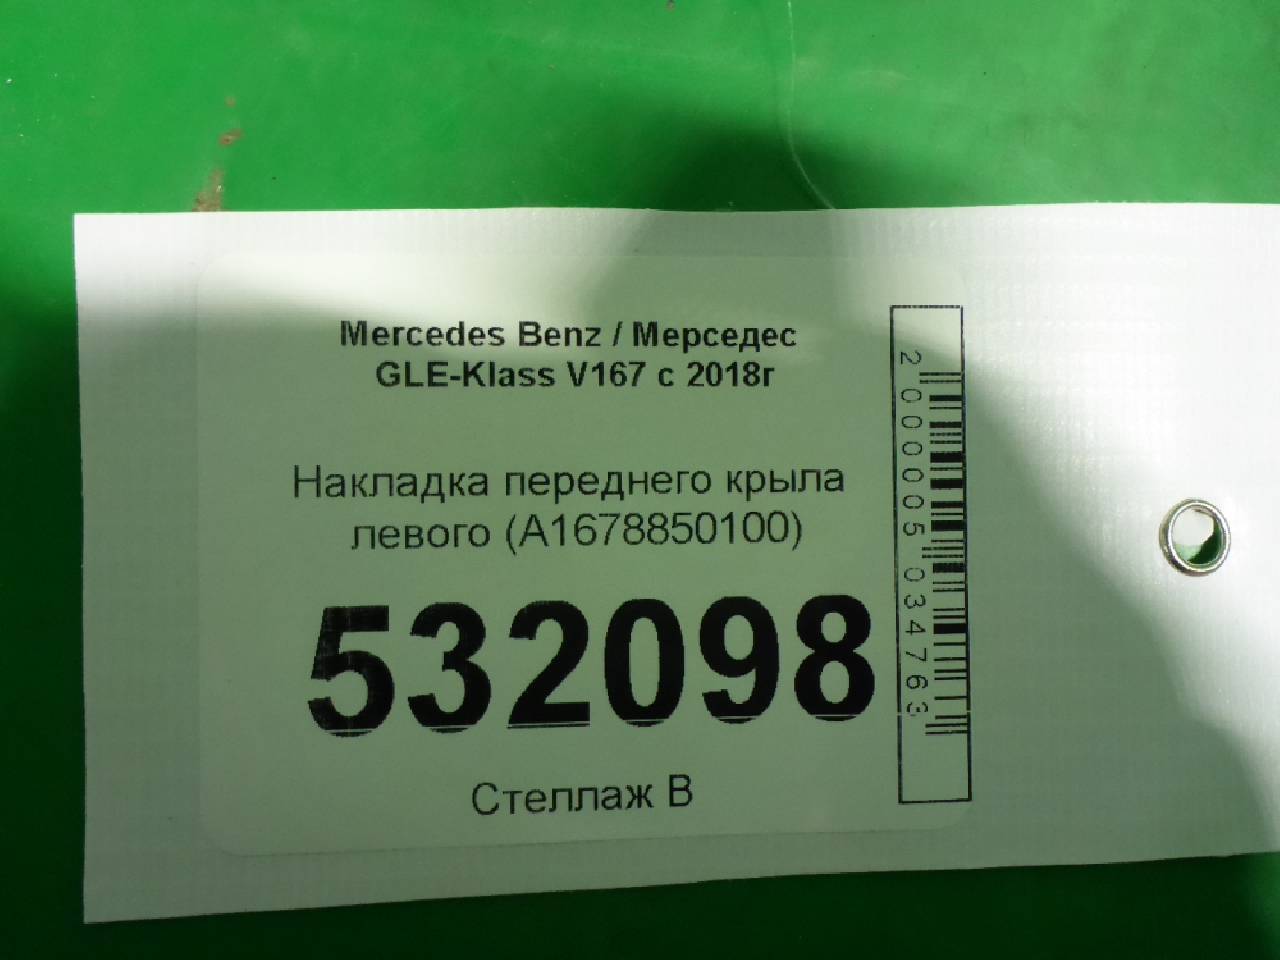 Mercedes Benz / Мерседес
GLE-Klass V167 с 2018г
Накладка переднего крыла
левого (A1678850100)
532098
Стеллаж В
2000005034763